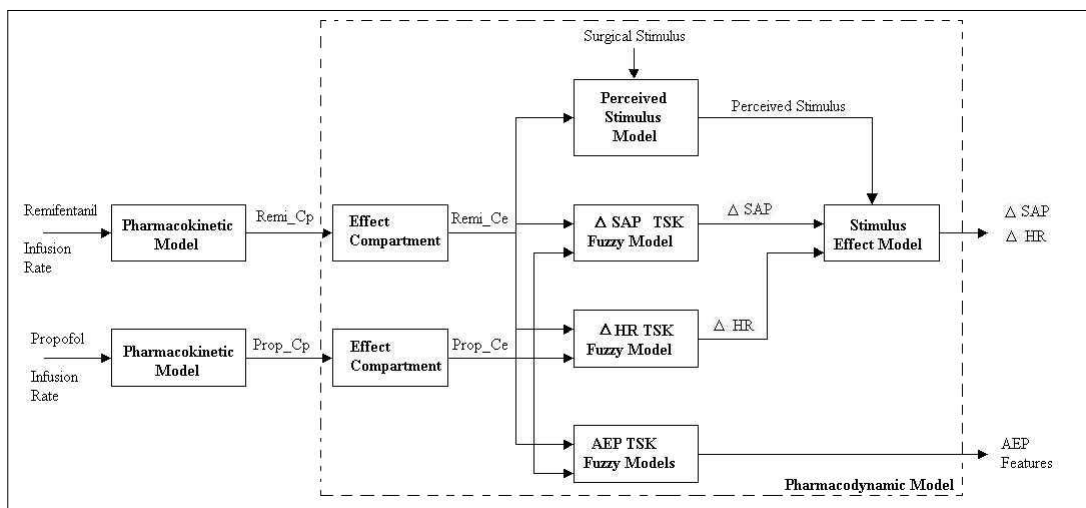 Surgical Stimulus
Perceived
Stimulus
Model
Perceived Stimulus
Remifentanil
Infusion
Rate
Pharmacokinetic
Model
Remi_Cp
Effect
Compartment
Remi_Ce
Δ SAP TSK
Fuzzy Model
Δ SAP
Stimulus
Effect Model
Δ SAP
Δ HR
Propofol
Infusion
Rate
Pharmacokinetic
Model
Prop_Cp
Effect
Compartment
Prop_Ce
Δ HR TSK
Fuzzy Model
Δ HR
AEP TSK
Fuzzy Models
AEP
Features
Pharmacodynamic Model